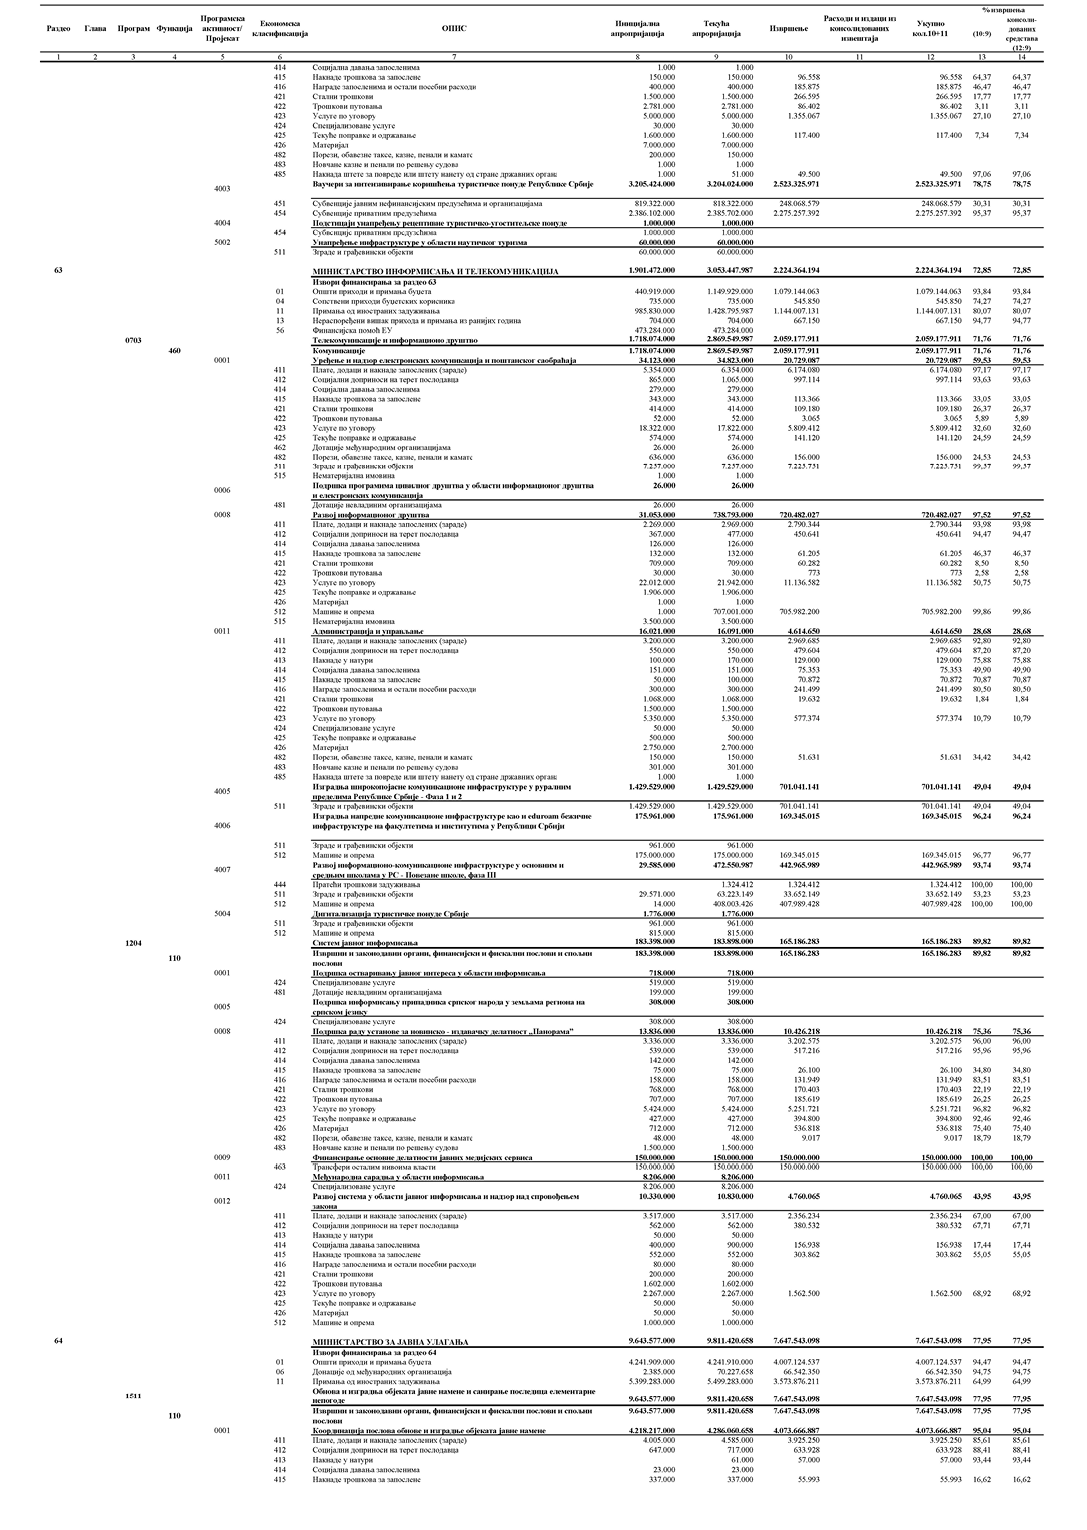 Раздео Глава Програм Функција Програмска активност/ Пројекат Економска класификација ОПИС Иницијална апропријација Текућа апропријација Извршење Расходи и издаци из консолидованих извештаја Укупно кол.10+11 % извршења (10:9) консоли-дованих средстава (12:9)
1 2 3 4 5 6 7 8 9 10 11 12 13 14
414 Социјална давања запосленима 1.000 1.000
415 Накнаде трошкова за запослене 150.000 150.000 96.558 96.558 64,37 64,37
416 Награде запосленима и остали посебни расходи 400.000 400.000 185.875 185.875 46,47 46,47
421 Стални трошкови 1.500.000 1.500.000 266.595 266.595 17,77 17,77
422 Трошкови путовања 2.781.000 2.781.000 86.402 86.402 3,11 3,11
423 Услуге по уговору 5.000.000 5.000.000 1.355.067 1.355.067 27,10 27,10
424 Специјализоване услуге 30.000 30.000
425 Текуће поправке и одржавање 1.600.000 1.600.000 117.400 117.400 7,34 7,34
426 Материјал 7.000.000 7.000.000
482 Порези, обавезне таксе, казне, пенали и камате 200.000 150.000
483 Новчане казне и пенали по решењу судова 1.000 1.000
485 Накнада штете за повреде или штету нанету од стране државних органа 1.000 51.000 49.500 49.500 97,06 97,06
4003 Ваучери за интензивирање коришћења туристичке понуде Републике Србије 3.205.424.000 3.204.024.000 2.523.325.971 2.523.325.971 78,75 78,75
451 Субвенције јавним нефинансијским предузећима и организацијама 819.322.000 818.322.000 248.068.579 248.068.579 30,31 30,31
454 Субвенције приватним предузећима 2.386.102.000 2.385.702.000 2.275.257.392 2.275.257.392 95,37 95,37
4004 Подстицаји унапређењу рецептивне туристичко-угоститељске понуде 1.000.000 1.000.000
454 Субвенције приватним предузећима 1.000.000 1.000.000
5002 Унапређење инфраструктуре у области наутичког туризма 60.000.000 60.000.000
511 Зграде и грађевински објекти 60.000.000 60.000.000
63 МИНИСТАРСТВО ИНФОРМИСАЊА И ТЕЛЕКОМУНИКАЦИЈА 1.901.472.000 3.053.447.987 2.224.364.194 2.224.364.194 72,85 72,85
Извори финансирања за раздео 63
01 Општи приходи и примања буџета 440.919.000 1.149.929.000 1.079.144.063 1.079.144.063 93,84 93,84
04 Сопствени приходи буџетских корисника 735.000 735.000 545.850 545.850 74,27 74,27
11 Примања од иностраних задуживања 985.830.000 1.428.795.987 1.144.007.131 1.144.007.131 80,07 80,07
13 Нераспоређени вишак прихода и примања из ранијих година 704.000 704.000 667.150 667.150 94,77 94,77
56 Финансијска помоћ ЕУ 473.284.000 473.284.000
0703 Телекомуникације и информационо друштво 1.718.074.000 2.869.549.987 2.059.177.911 2.059.177.911 71,76 71,76
460 Комуникације 1.718.074.000 2.869.549.987 2.059.177.911 2.059.177.911 71,76 71,76
0001 Уређење и надзор електронских комуникација и поштанског саобраћаја 34.123.000 34.823.000 20.729.087 20.729.087 59,53 59,53
411 Плате, додаци и накнаде запослених (зараде) 5.354.000 6.354.000 6.174.080 6.174.080 97,17 97,17
412 Социјални доприноси на терет послодавца 865.000 1.065.000 997.114 997.114 93,63 93,63
414 Социјална давања запосленима 279.000 279.000
415 Накнаде трошкова за запослене 343.000 343.000 113.366 113.366 33,05 33,05
421 Стални трошкови 414.000 414.000 109.180 109.180 26,37 26,37
422 Трошкови путовања 52.000 52.000 3.065 3.065 5,89 5,89
423 Услуге по уговору 18.322.000 17.822.000 5.809.412 5.809.412 32,60 32,60
425 Текуће поправке и одржавање 574.000 574.000 141.120 141.120 24,59 24,59
462 Дотације међународним организацијама 26.000 26.000
482 Порези, обавезне таксе, казне, пенали и камате 636.000 636.000 156.000 156.000 24,53 24,53
511 Зграде и грађевински објекти 7.257.000 7.257.000 7.225.751 7.225.751 99,57 99,57
515 Нематеријална имовина 1.000 1.000
0006 Подршка програмима цивилног друштва у области информационог друштва и електронских комуникација 26.000 26.000
481 Дотације невладиним организацијама 26.000 26.000
0008 Развој информационог друштва 31.053.000 738.793.000 720.482.027 720.482.027 97,52 97,52
411 Плате, додаци и накнаде запослених (зараде) 2.269.000 2.969.000 2.790.344 2.790.344 93,98 93,98
412 Социјални доприноси на терет послодавца 367.000 477.000 450.641 450.641 94,47 94,47
414 Социјална давања запосленима 126.000 126.000
415 Накнаде трошкова за запослене 132.000 132.000 61.205 61.205 46,37 46,37
421 Стални трошкови 709.000 709.000 60.282 60.282 8,50 8,50
422 Трошкови путовања 30.000 30.000 773 773 2,58 2,58
423 Услуге по уговору 22.012.000 21.942.000 11.136.582 11.136.582 50,75 50,75
425 Текуће поправке и одржавање 1.906.000 1.906.000
426 Материјал 1.000 1.000
512 Машине и опрема 1.000 707.001.000 705.982.200 705.982.200 99,86 99,86
515 Нематеријална имовина 3.500.000 3.500.000
0011 Администрација и управљање 16.021.000 16.091.000 4.614.650 4.614.650 28,68 28,68
411 Плате, додаци и накнаде запослених (зараде) 3.200.000 3.200.000 2.969.685 2.969.685 92,80 92,80
412 Социјални доприноси на терет послодавца 550.000 550.000 479.604 479.604 87,20 87,20
413 Накнаде у натури 100.000 170.000 129.000 129.000 75,88 75,88
414 Социјална давања запосленима 151.000 151.000 75.353 75.353 49,90 49,90
415 Накнаде трошкова за запослене 50.000 100.000 70.872 70.872 70,87 70,87
416 Награде запосленима и остали посебни расходи 300.000 300.000 241.499 241.499 80,50 80,50
421 Стални трошкови 1.068.000 1.068.000 19.632 19.632 1,84 1,84
422 Трошкови путовања 1.500.000 1.500.000
423 Услуге по уговору 5.350.000 5.350.000 577.374 577.374 10,79 10,79
424 Специјализоване услуге 50.000 50.000
425 Текуће поправке и одржавање 500.000 500.000
426 Материјал 2.750.000 2.700.000
482 Порези, обавезне таксе, казне, пенали и камате 150.000 150.000 51.631 51.631 34,42 34,42
483 Новчане казне и пенали по решењу судова 301.000 301.000
485 Накнада штете за повреде или штету нанету од стране државних органа 1.000 1.000
4005 Изградња широкопојасне комуникационе инфраструктуре у руралним пределима Републике Србије - Фаза 1 и 2 1.429.529.000 1.429.529.000 701.041.141 701.041.141 49,04 49,04
511 Зграде и грађевински објекти 1.429.529.000 1.429.529.000 701.041.141 701.041.141 49,04 49,04
4006 Изградња напредне комуникационе инфраструктуре као и eduroam бежичне инфраструктуре на факултетима и институтима у Републици Србији 175.961.000 175.961.000 169.345.015 169.345.015 96,24 96,24
511 Зграде и грађевински објекти 961.000 961.000
512 Машине и опрема 175.000.000 175.000.000 169.345.015 169.345.015 96,77 96,77
4007 Развој информационо-комуникационе инфраструктуре у основним и средњим школама у РС - Повезане школе, фаза III 29.585.000 472.550.987 442.965.989 442.965.989 93,74 93,74
444 Пратећи трошкови задуживања 1.324.412 1.324.412 1.324.412 100,00 100,00
511 Зграде и грађевински објекти 29.571.000 63.223.149 33.652.149 33.652.149 53,23 53,23
512 Машине и опрема 14.000 408.003.426 407.989.428 407.989.428 100,00 100,00
5004 Дигитализација туристичке понуде Србије 1.776.000 1.776.000
511 Зграде и грађевински објекти 961.000 961.000
512 Машине и опрема 815.000 815.000
1204 Систем јавног информисања 183.398.000 183.898.000 165.186.283 165.186.283 89,82 89,82
110 Извршни и законодавни органи, финансијски и фискални послови и спољни послови 183.398.000 183.898.000 165.186.283 165.186.283 89,82 89,82
0001 Подршка остваривању јавног интереса у области информисања 718.000 718.000
424 Специјализоване услуге 519.000 519.000
481 Дотације невладиним организацијама 199.000 199.000
0005 Подршка информисању припадника српског народа у земљама региона на српском језику 308.000 308.000
424 Специјализоване услуге 308.000 308.000
0008 Подршка раду установе за новинско - издавачку делатност „Панорама” 13.836.000 13.836.000 10.426.218 10.426.218 75,36 75,36
411 Плате, додаци и накнаде запослених (зараде) 3.336.000 3.336.000 3.202.575 3.202.575 96,00 96,00
412 Социјални доприноси на терет послодавца 539.000 539.000 517.216 517.216 95,96 95,96
414 Социјална давања запосленима 142.000 142.000
415 Накнаде трошкова за запослене 75.000 75.000 26.100 26.100 34,80 34,80
416 Награде запосленима и остали посебни расходи 158.000 158.000 131.949 131.949 83,51 83,51
421 Стални трошкови 768.000 768.000 170.403 170.403 22,19 22,19
422 Трошкови путовања 707.000 707.000 185.619 185.619 26,25 26,25
423 Услуге по уговору 5.424.000 5.424.000 5.251.721 5.251.721 96,82 96,82
425 Текуће поправке и одржавање 427.000 427.000 394.800 394.800 92,46 92,46
426 Материјал 712.000 712.000 536.818 536.818 75,40 75,40
482 Порези, обавезне таксе, казне, пенали и камате 48.000 48.000 9.017 9.017 18,79 18,79
483 Новчане казне и пенали по решењу судова 1.500.000 1.500.000
0009 Финансирање основне делатности јавних медијских сервиса 150.000.000 150.000.000 150.000.000 150.000.000 100,00 100,00
463 Трансфери осталим нивоима власти 150.000.000 150.000.000 150.000.000 150.000.000 100,00 100,00
0011 Међународна сарадња у области информисања 8.206.000 8.206.000
424 Специјализоване услуге 8.206.000 8.206.000
0012 Развој система у области јавног информисања и надзор над спровођењем закона 10.330.000 10.830.000 4.760.065 4.760.065 43,95 43,95
411 Плате, додаци и накнаде запослених (зараде) 3.517.000 3.517.000 2.356.234 2.356.234 67,00 67,00
412 Социјални доприноси на терет послодавца 562.000 562.000 380.532 380.532 67,71 67,71
413 Накнаде у натури 50.000 50.000
414 Социјална давања запосленима 400.000 900.000 156.938 156.938 17,44 17,44
415 Накнаде трошкова за запослене 552.000 552.000 303.862 303.862 55,05 55,05
416 Награде запосленима и остали посебни расходи 80.000 80.000
421 Стални трошкови 200.000 200.000
422 Трошкови путовања 1.602.000 1.602.000
423 Услуге по уговору 2.267.000 2.267.000 1.562.500 1.562.500 68,92 68,92
425 Текуће поправке и одржавање 50.000 50.000
426 Материјал 50.000 50.000
512 Машине и опрема 1.000.000 1.000.000
64 МИНИСТАРСТВО ЗА ЈАВНА УЛАГАЊА 9.643.577.000 9.811.420.658 7.647.543.098 7.647.543.098 77,95 77,95
Извори финансирања за раздео 64
01 Општи приходи и примања буџета 4.241.909.000 4.241.910.000 4.007.124.537 4.007.124.537 94,47 94,47
06 Донације од међународних организација 2.385.000 70.227.658 66.542.350 66.542.350 94,75 94,75
11 Примања од иностраних задуживања 5.399.283.000 5.499.283.000 3.573.876.211 3.573.876.211 64,99 64,99
1511 Обнова и изградња објеката јавне намене и санирање последица елементарне непогоде 9.643.577.000 9.811.420.658 7.647.543.098 7.647.543.098 77,95 77,95
110 Извршни и законодавни органи, финансијски и фискални послови и спољни послови 9.643.577.000 9.811.420.658 7.647.543.098 7.647.543.098 77,95 77,95
0001 Координација послова обнове и изградње објеката јавне намене 4.218.217.000 4.286.060.658 4.073.666.887 4.073.666.887 95,04 95,04
411 Плате, додаци и накнаде запослених (зараде) 4.005.000 4.585.000 3.925.250 3.925.250 85,61 85,61
412 Социјални доприноси на терет послодавца 647.000 717.000 633.928 633.928 88,41 88,41
413 Накнаде у натури 61.000 57.000 57.000 93,44 93,44
414 Социјална давања запосленима 23.000 23.000
415 Накнаде трошкова за запослене 337.000 337.000 55.993 55.993 16,62 16,62